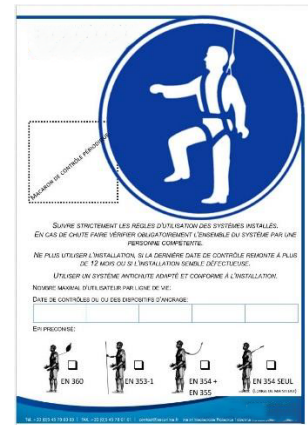 MACARON DE CONTRÔLE PÉRIODIQUE
SUIVRE STRICTEMENT LES REGLES D'UTILISATION DES SYSTÈMES INSTALLÉS.
EN CAS DE CHUTE FAIRE VÉRIFIER OBLIGATOIREMENT L'ENSEMBLE DU SYSTÈME PAR UNE
PERSONNE COMPÉTENTE.
NE PLUS UTILISER L'INSTALLATION, SI LA DERNIÈRE DATE DE CONTRÔLE REMONTE À PLUS
DE 12 MOIS OU SI L'INSTALLATION SEMBLE DÉFECTUEUSE.
UTILISER UN SYSTÈME ANTICHUTE ADAPTÉ ET CONFORME À L'INSTALLATION.
NOMBRE MAXIMAL D'UTILISATEUR PAR LIGNE DE VIE:
DATE DE CONTRÔLES DU OU DES DISPOSITIFS D'ANCRAGE:
EPI PRECONISE:
EN 360
EN 353-1
EN 354 +
EN 355
EN 354 SEUL